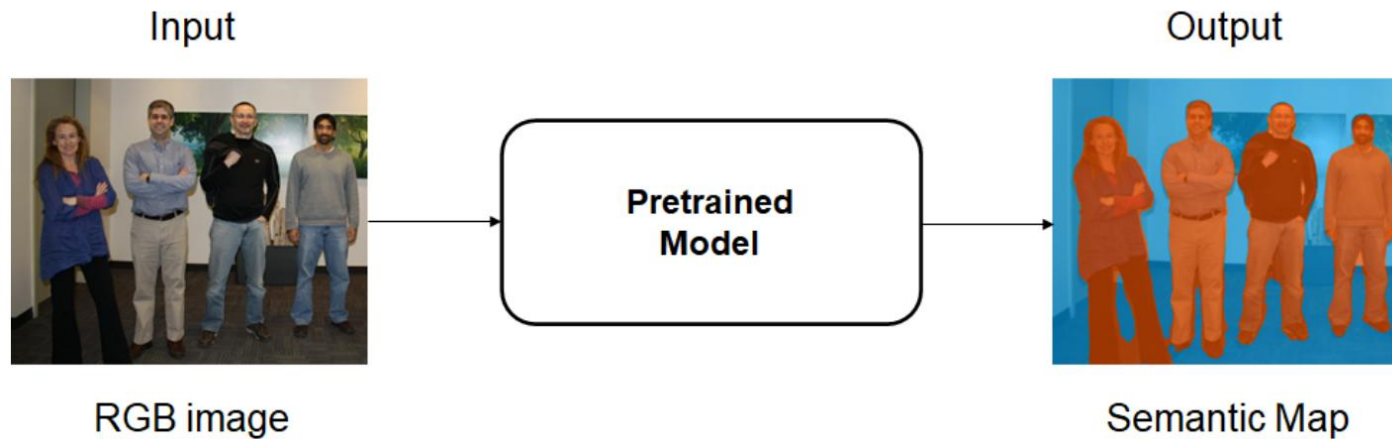 Input
Output
Pretrained
Model
RGB image
Semantic Map